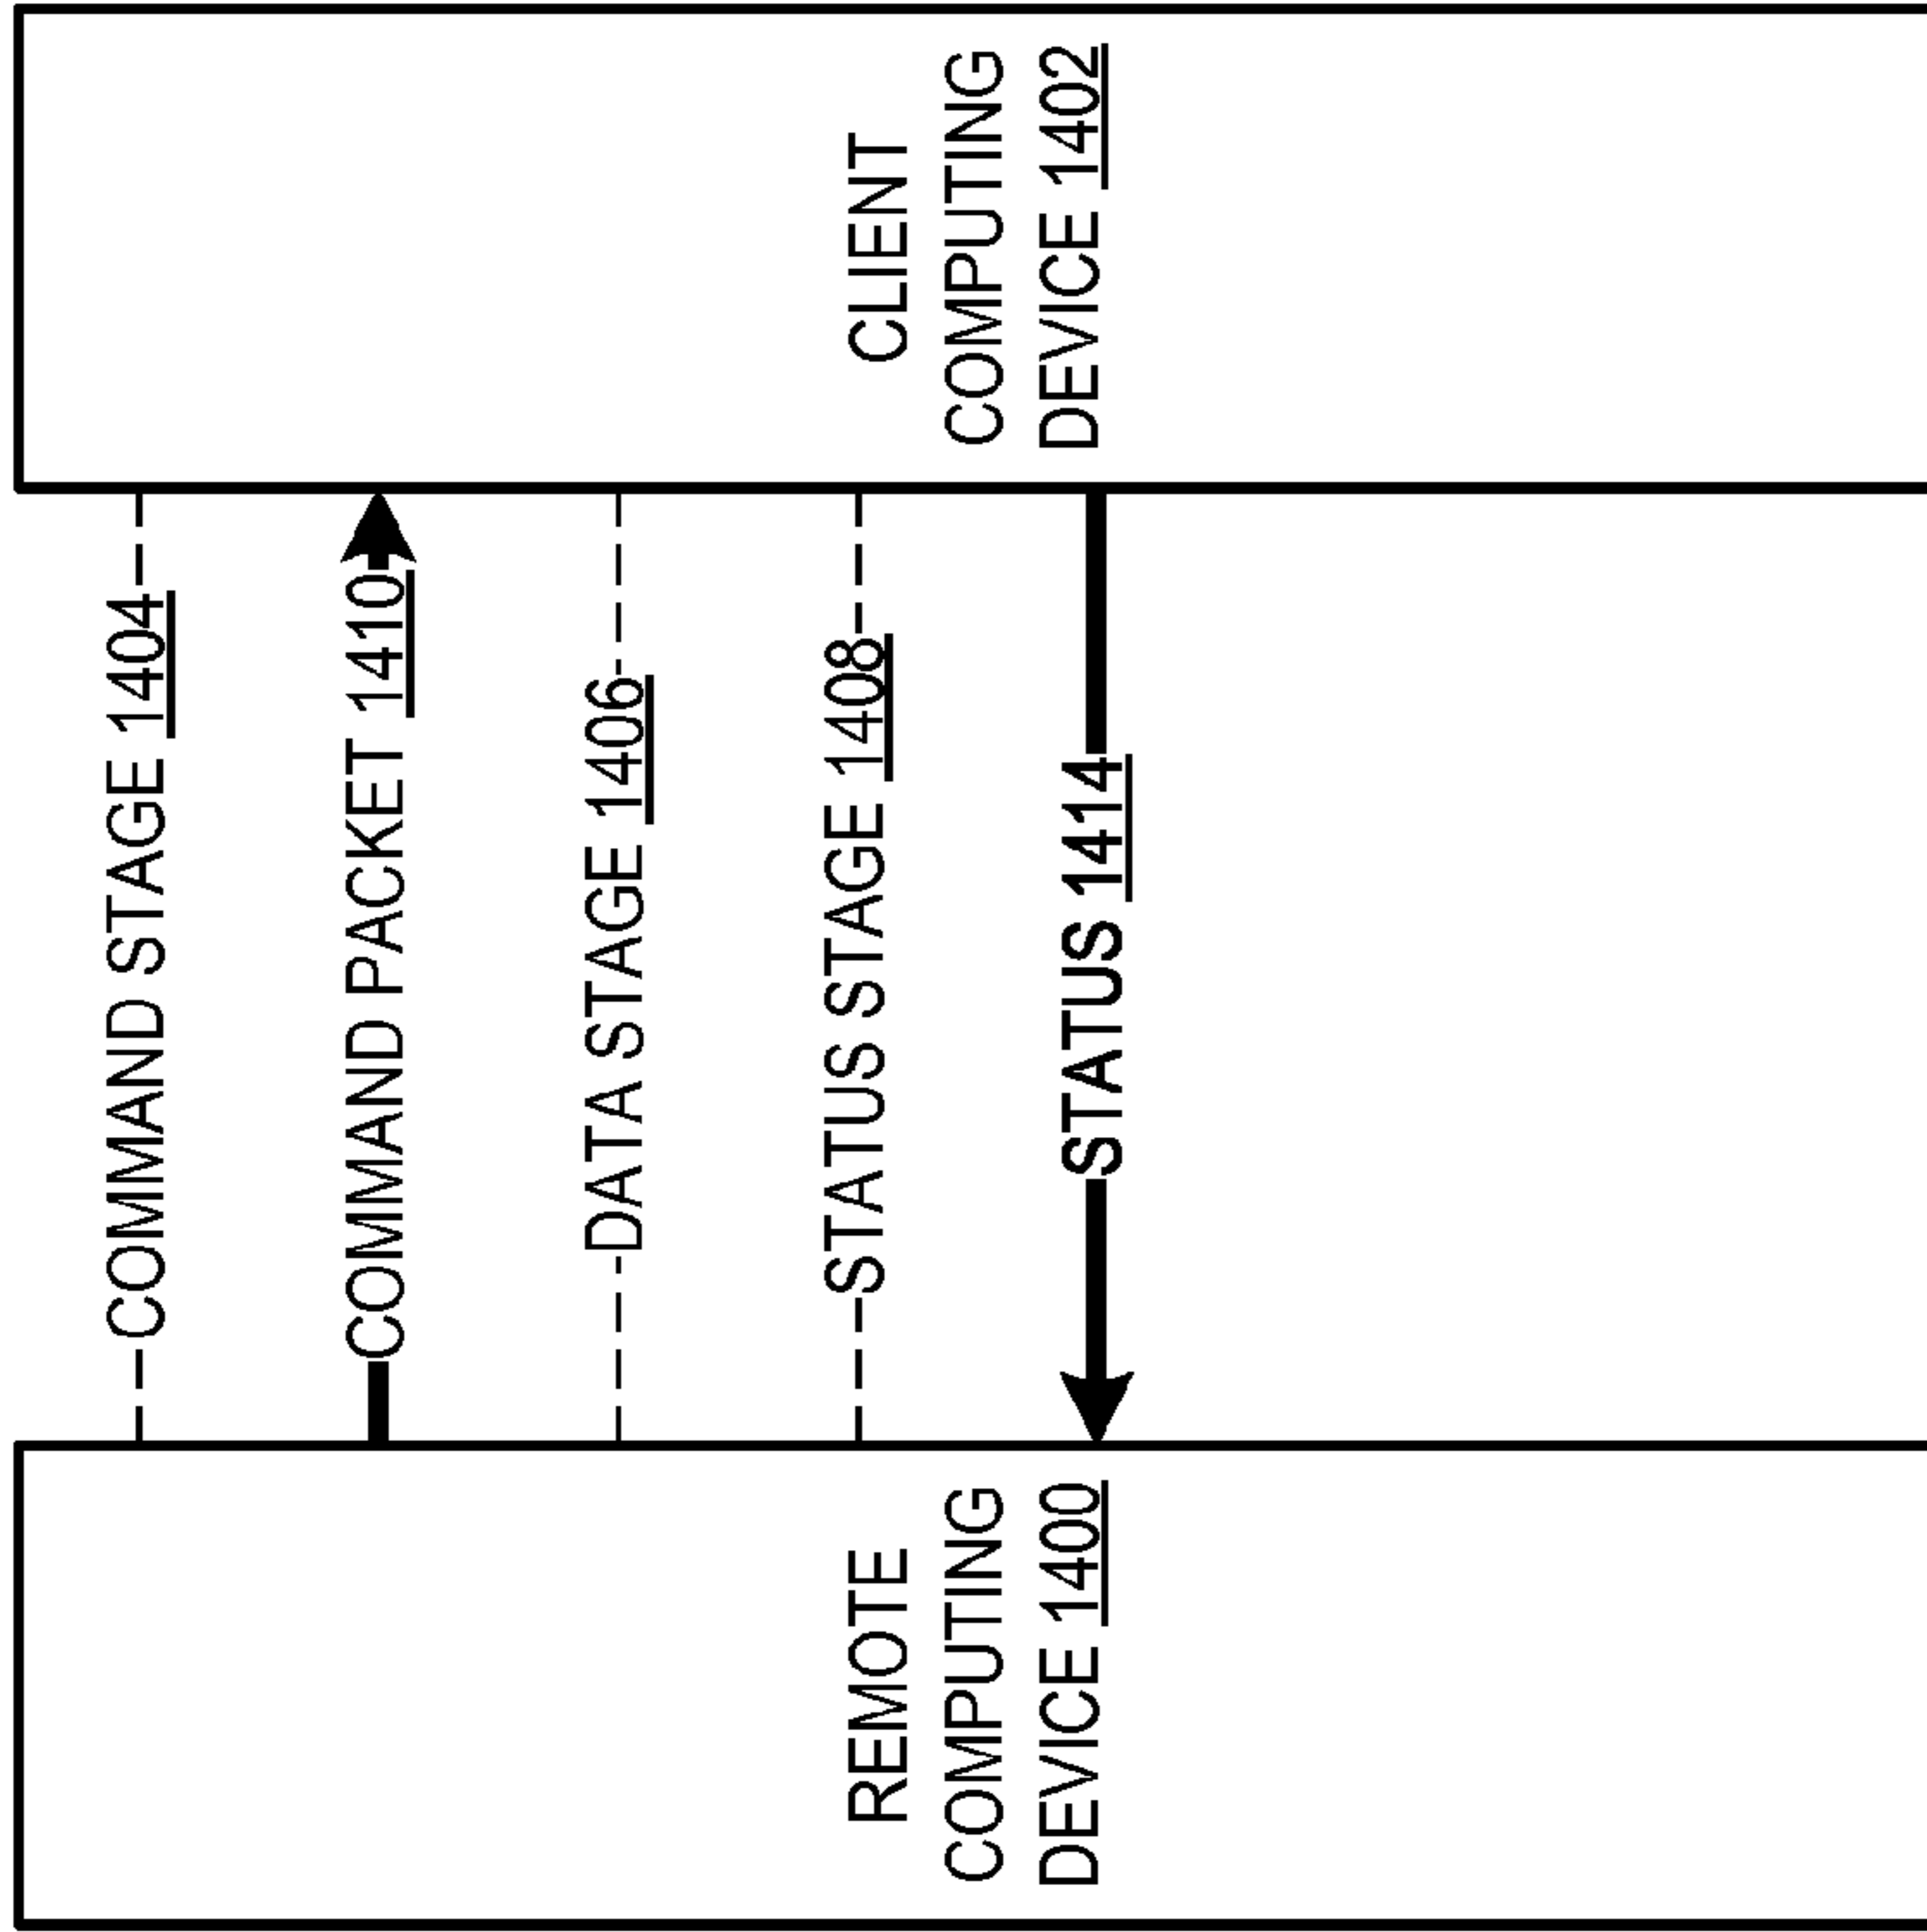 COMMAND STAGE 1404
COMMAND PACKET 1410
DATA STAGE 1406
STATUS STAGE 1408
STATUS 1414
REMOTE
COMPUTING
DEVICE 1400
CLIENT
COMPUTING
DEVICE 1402